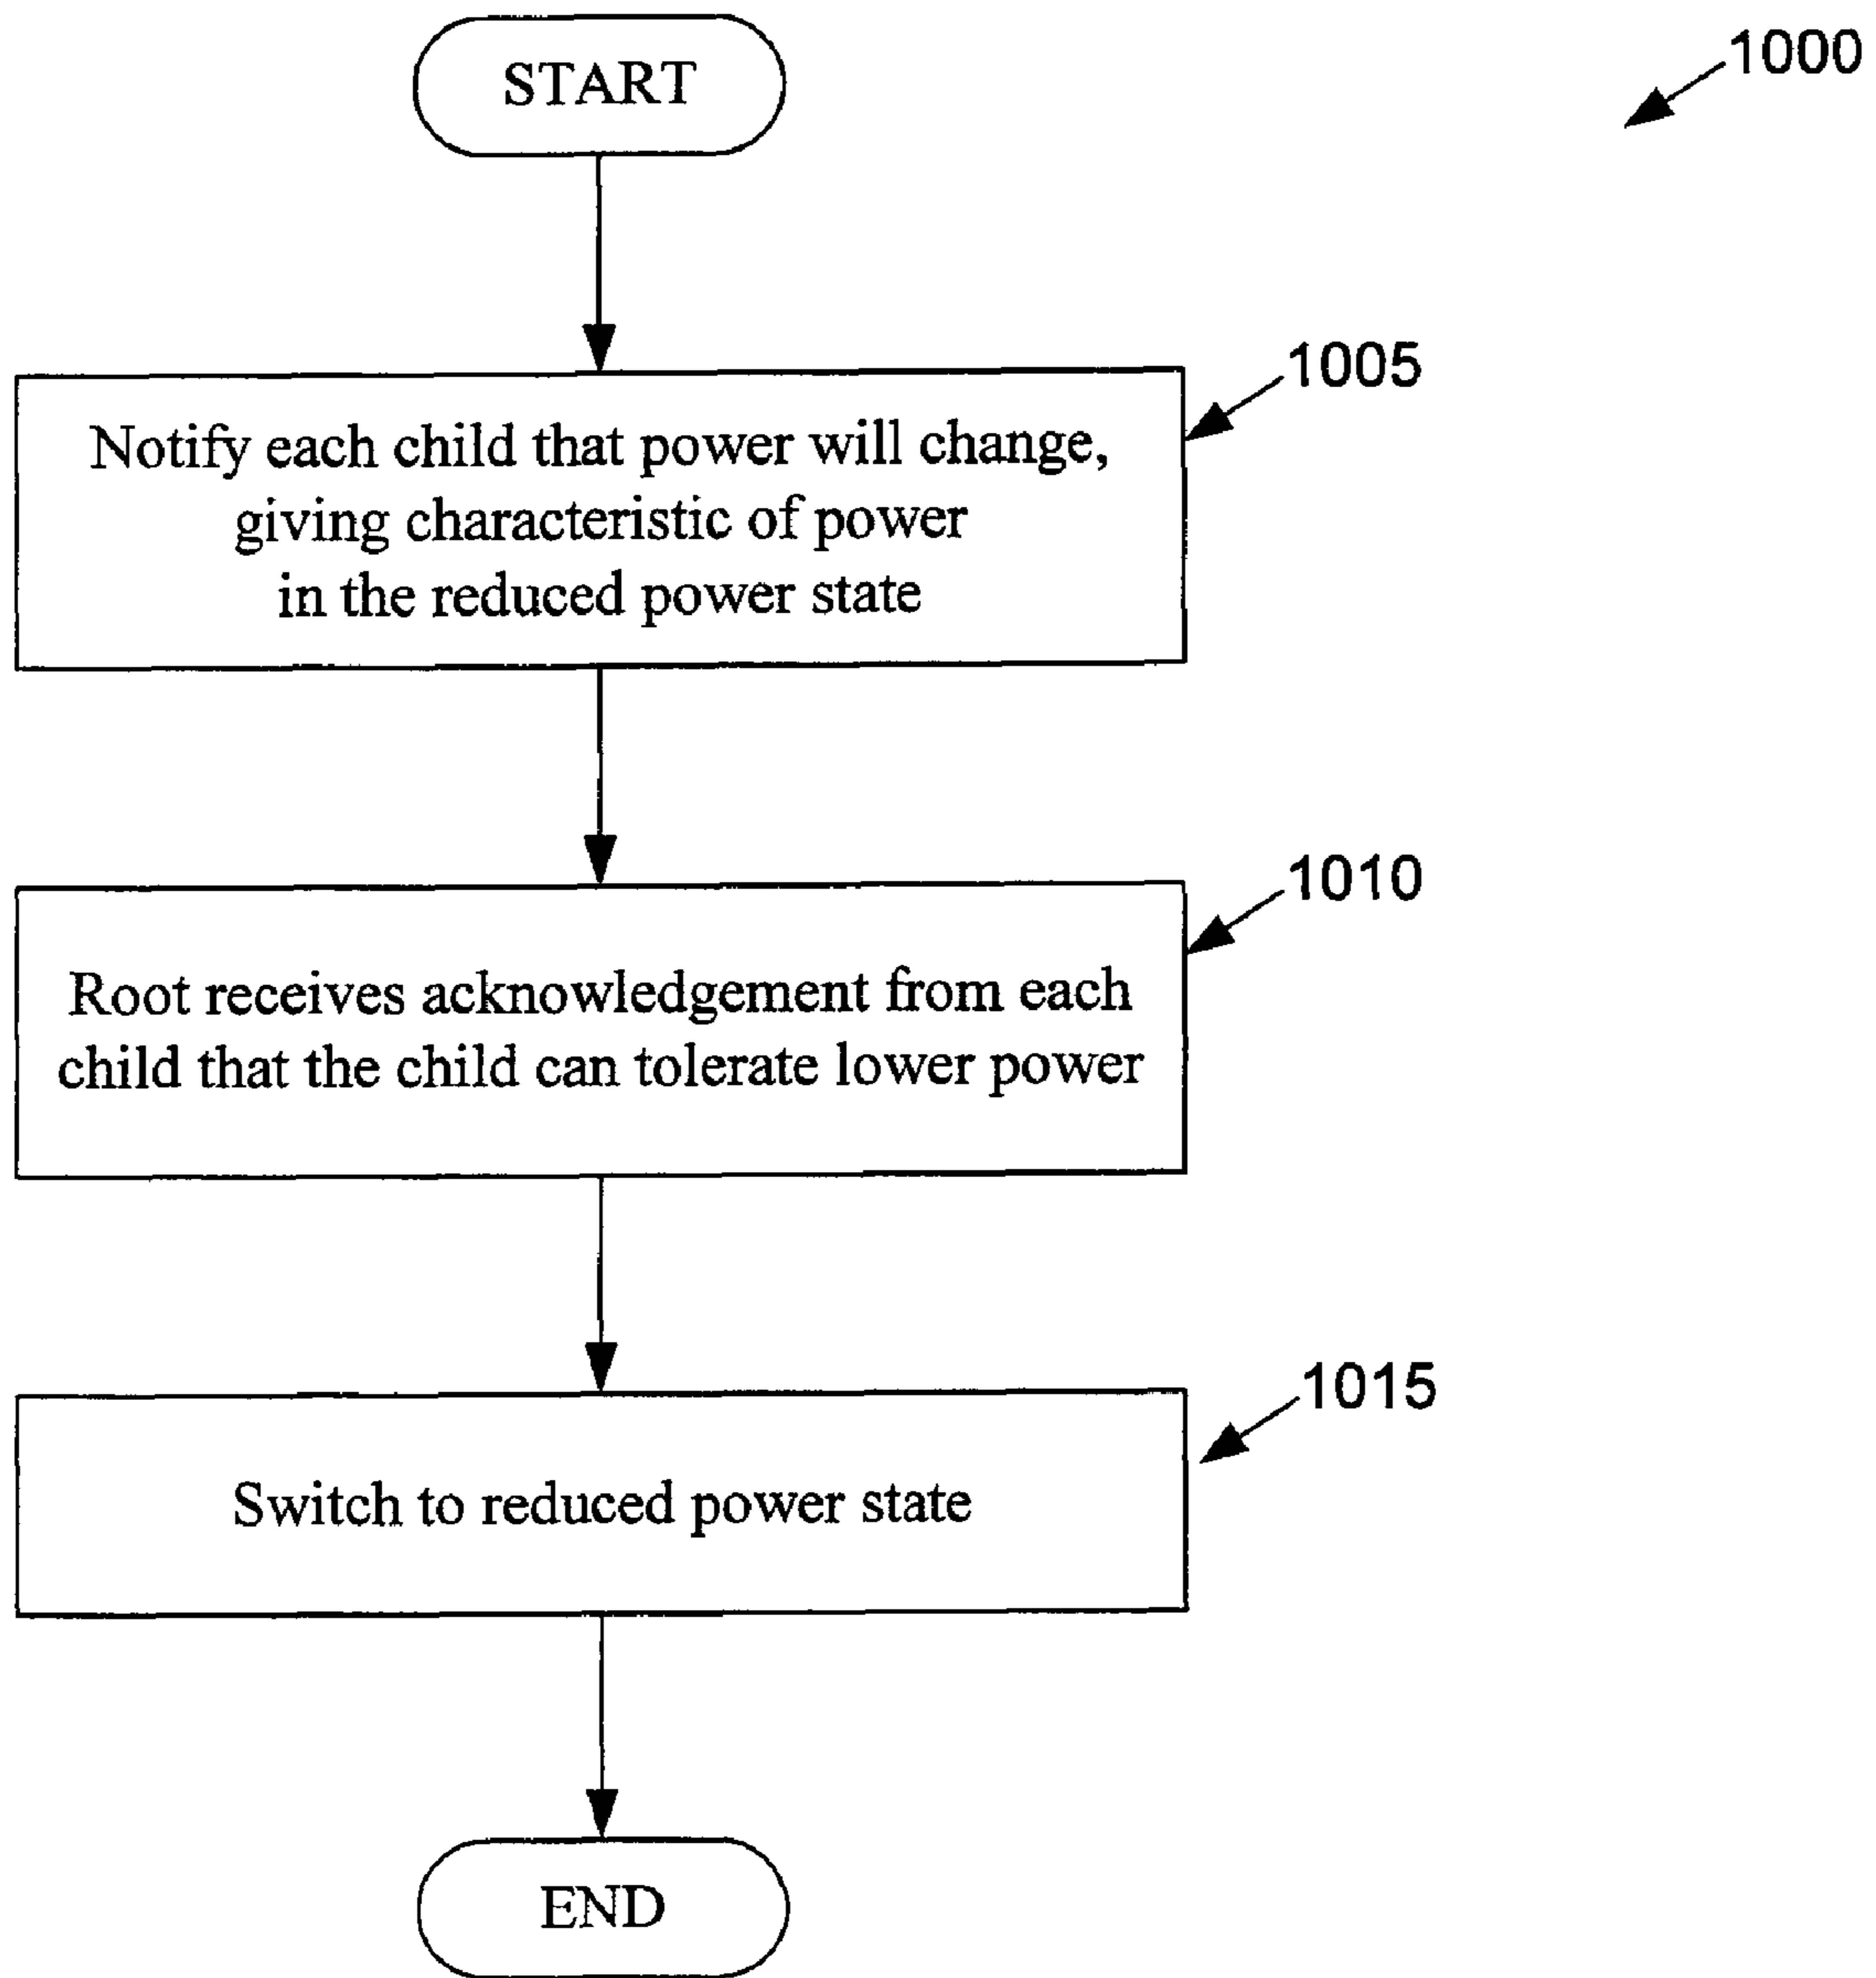 START
1000
1005
Notify each child that power will change,
giving characteristic of power
in the reduced power state
1010
Root receives acknowledgement from each
child that the child can tolerate lower power
1015
Switch to reduced power state
END